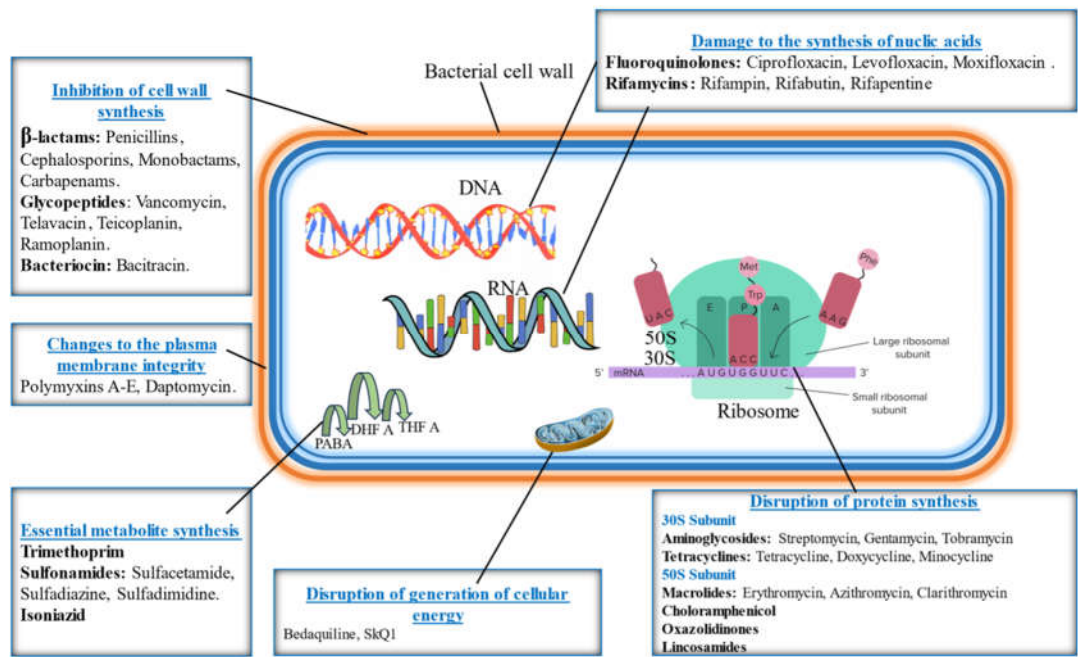 Inhibition of cell wall
synthesis
β-lactams: Penicillins,
Cephalosporins, Monobactams,
Carbapenams.
Glycopeptides: Vancomycin,
Telavacin, Teicoplanin,
Ramoplanin.
Bacteriocin: Bacitracin.
Bacterial cell wall
Damage to the synthesis of nuclic acids
Fluoroquinolones: Ciprofloxacin, Levofloxacin, Moxifloxacin .
Rifamycins: Rifampin, Rifabutin, Rifapentine
Changes to the plasma
membrane integrity
Polymyxins A-E, Daptomycin.
DNA
RNA
PABA
DHF A
THF A
Met
Phe
Trp
E
P
A
UAC
AAG
50S
30S
ACC
Large ribosomal
subunit
5'
mRNA
... AUGUGGUUC...
3'
Small ribosomal
subunit
Ribosome
Essential metabolite synthesis
Trimethoprim
Sulfonamides: Sulfacetamide,
Sulfadiazine, Sulfadimidine.
Isoniazid
Disruption of generation of cellular
energy
Bedaquiline, SkQ1
Disruption of protein synthesis
30S Subunit
Aminoglycosides: Streptomycin, Gentamycin, Tobramycin
Tetracyclines: Tetracycline, Doxycycline, Minocycline
50S Subunit
Macrolides: Erythromycin, Azithromycin, Clarithromycin
Choloramphenicol
Oxazolidinones
Lincosamides